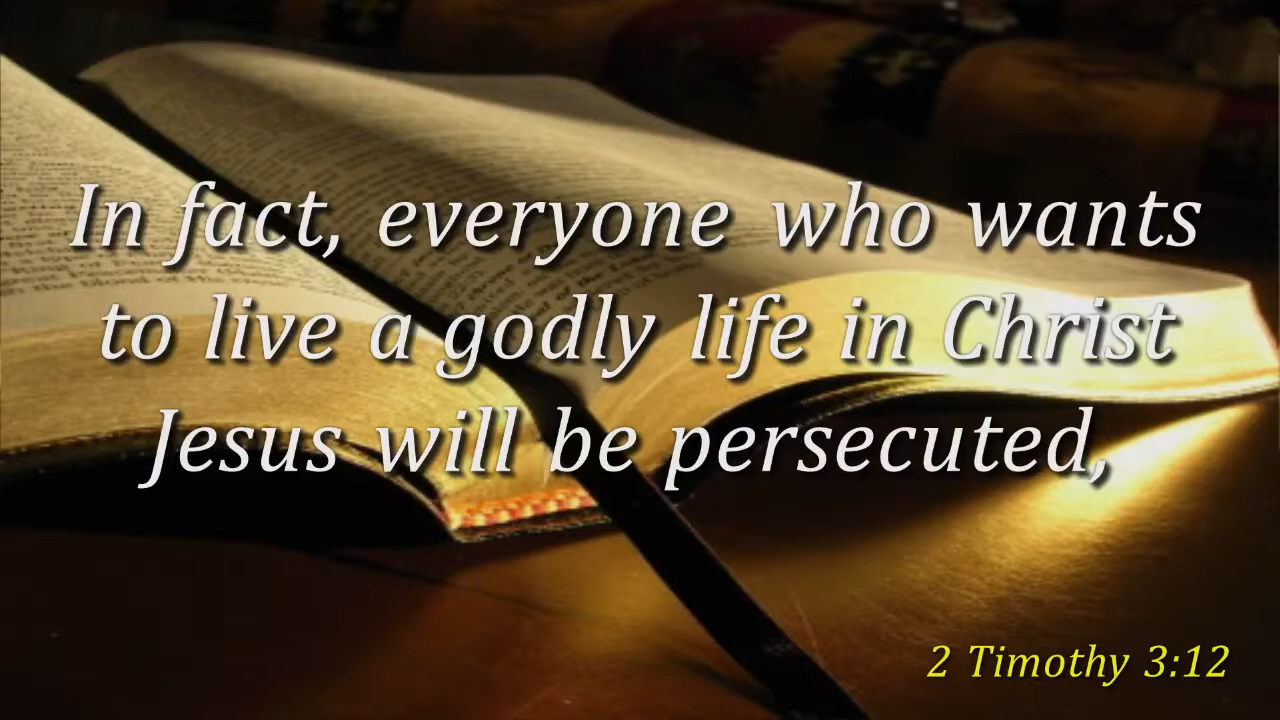 In fact, everyone who wants
to live a godly life in Christ
Jesus will be persecuted,
2 Timothy 3:12